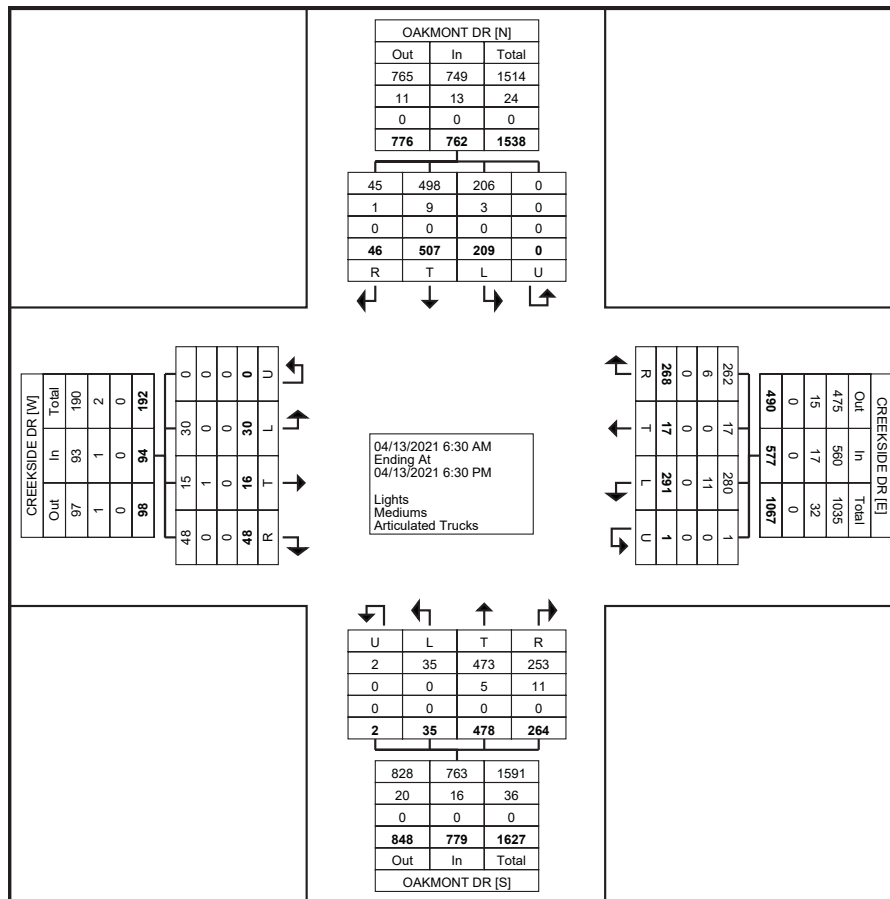 OAKMONT DR [N]
Out In Total
765 749 1514
11 13 24
0 0 0
776 762 1538
45 498 206 0
1 9 3 0
0 0 0 0
46 507 209 0
R T L U
CREEKSIDE DR [W]
Total 190 2 0 192
In 93 1 0 94
Out 97 1 0 98
0 0 0 0 U
30 0 0 30 L
15 1 0 16 T
48 0 0 48 R
04/13/2021 6:30 AM
Ending At
04/13/2021 6:30 PM
Lights
Mediums
Articulated Trucks
R 268 0 6 262
T 17 0 0 17
L 291 0 11 280
U 1 0 0 1
490 0 15 475 Out
577 0 17 560 In
1067 0 32 1035 Total
CREEKSIDE DR [E]
U L T R
2 35 473 253
0 0 5 11
0 0 0 0
2 35 478 264
828 763 1591
20 16 36
0 0 0
848 779 1627
Out In Total
OAKMONT DR [S]